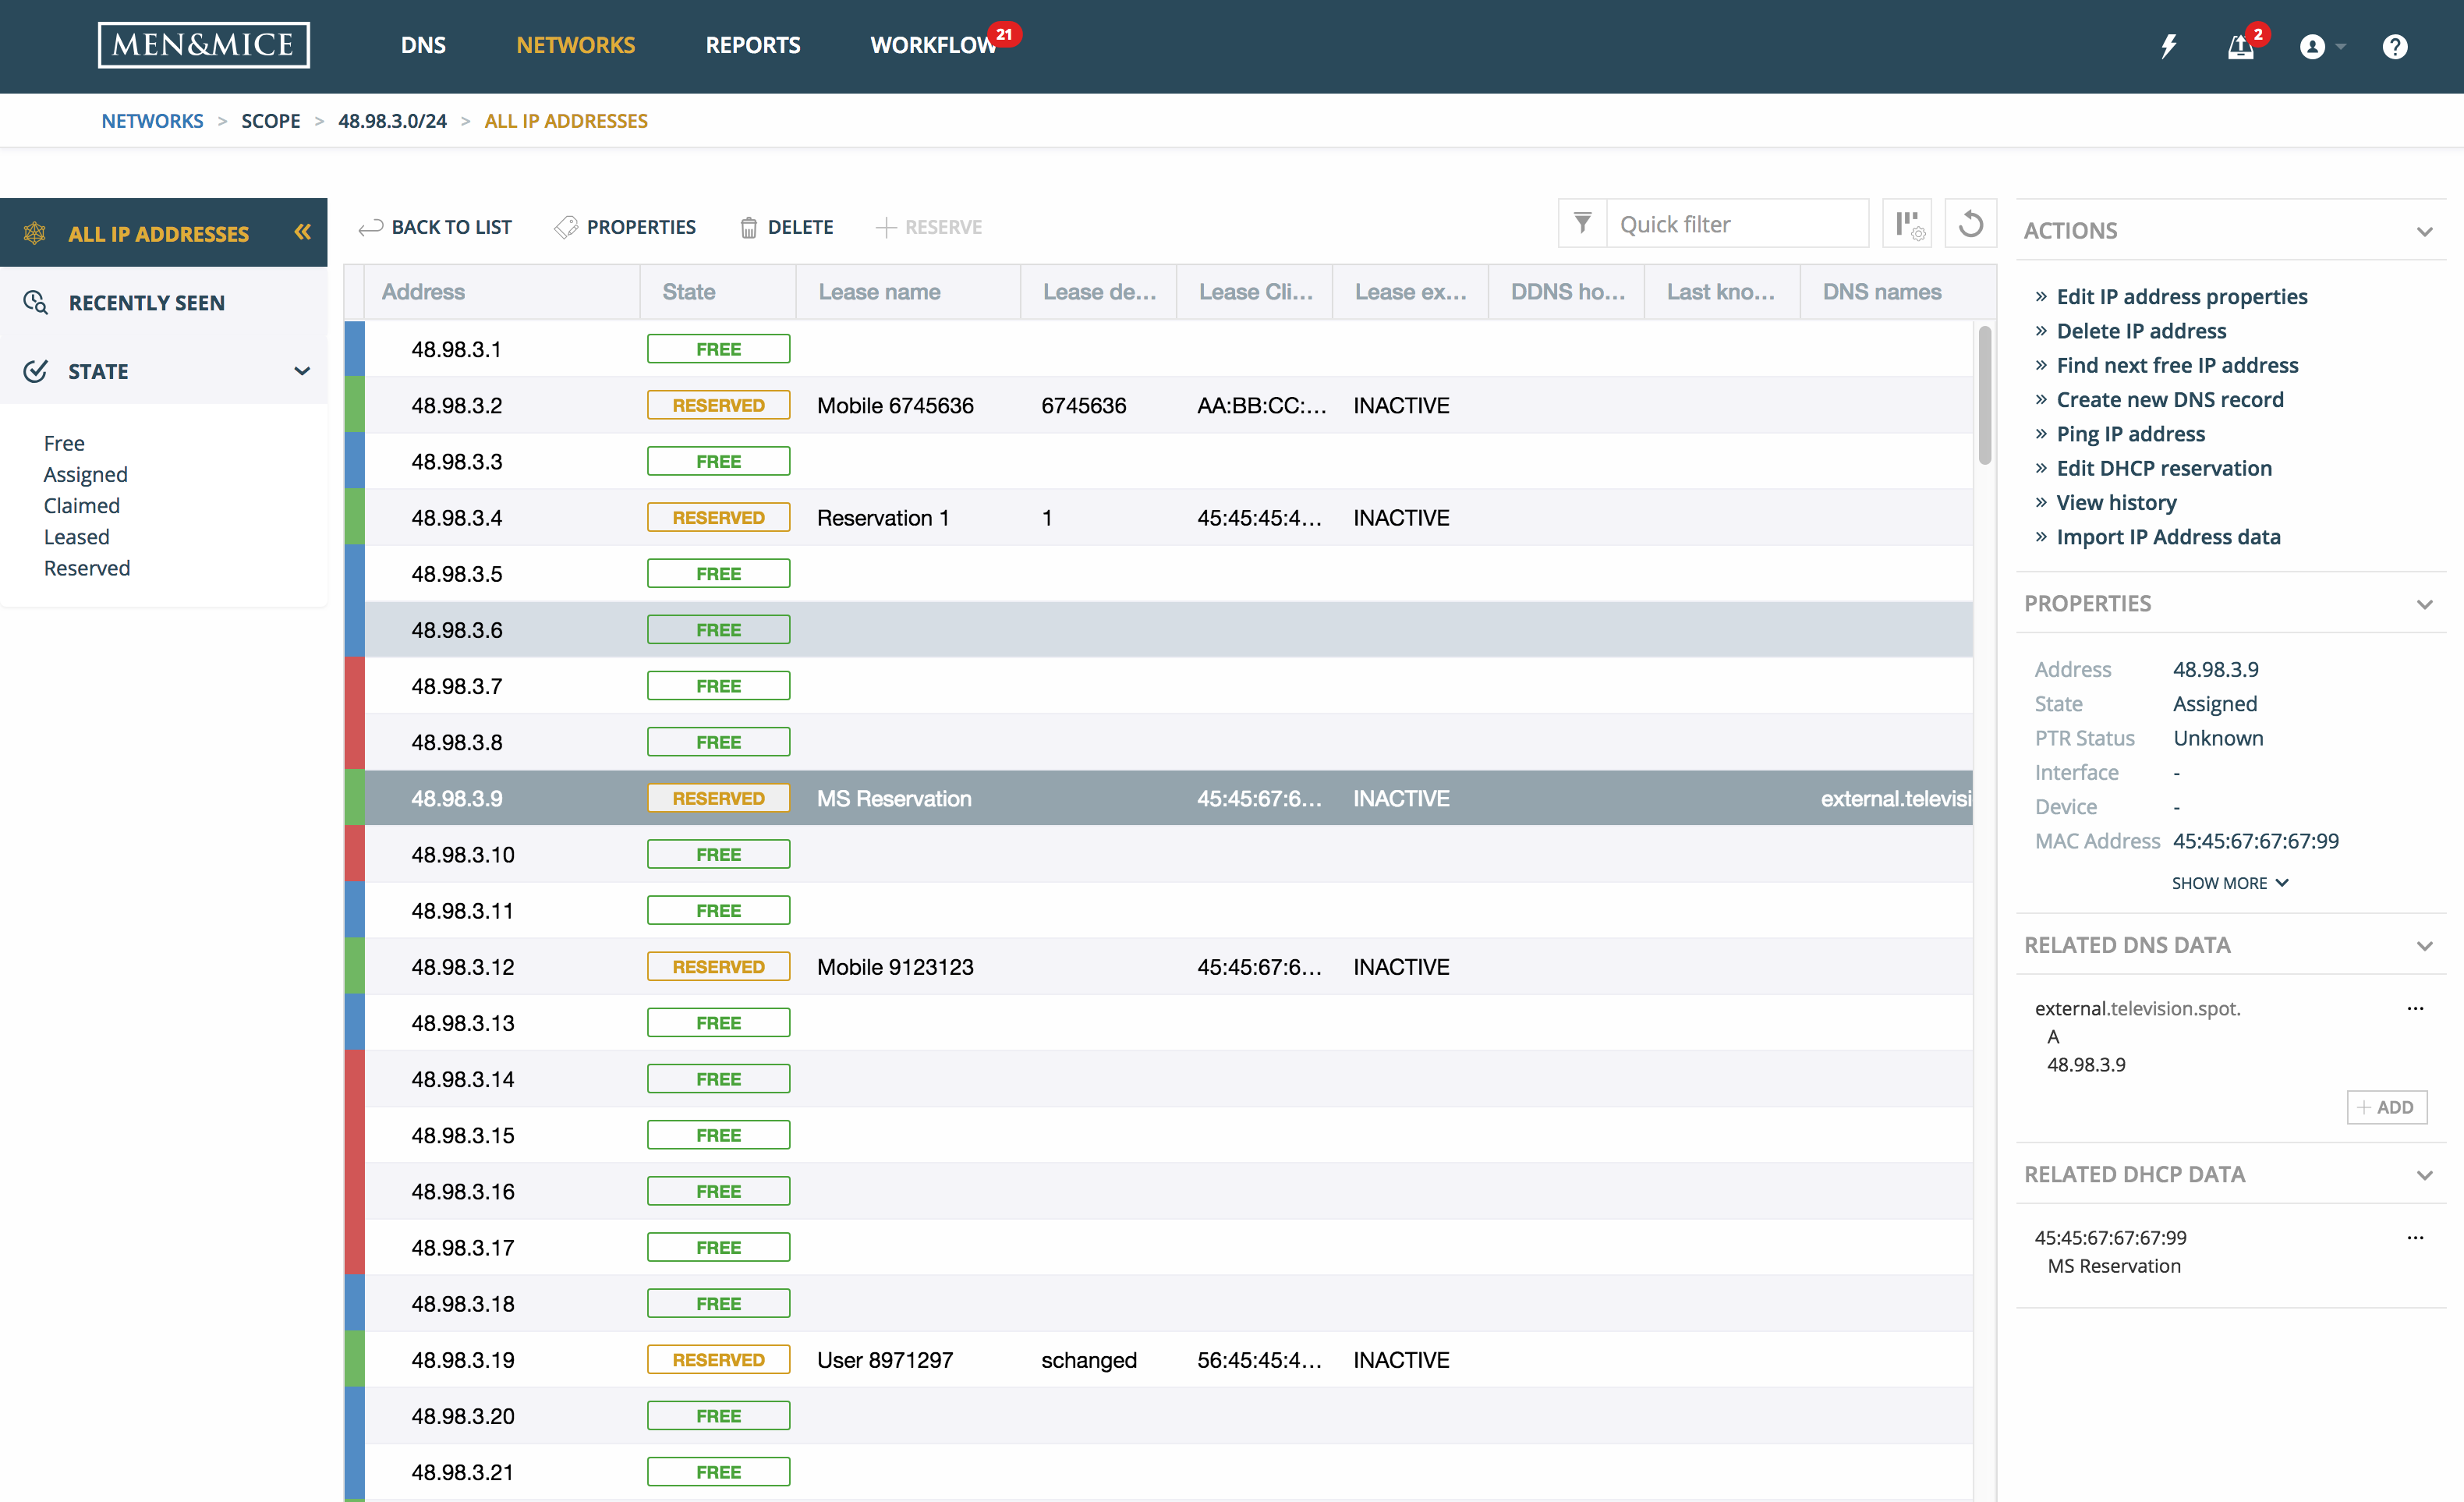 MEN&MICE
DNS
NETWORKS
REPORTS
WORKFLOW
21
2
NETWORKS > SCOPE > 48.98.3.0/24 > ALL IP ADDRESSES
ALL IP ADDRESSES
RECENTLY SEEN
STATE
Free
Assigned
Claimed
Leased
Reserved
BACK TO LIST
PROPERTIES
DELETE
RESERVE
Quick filter
Address State Lease name Lease de... Lease Cli... Lease ex... DDNS ho... Last kno... DNS names
48.98.3.1 FREE
48.98.3.2 RESERVED Mobile 6745636 6745636 AA:BB:CC:... INACTIVE
48.98.3.3 FREE
48.98.3.4 RESERVED Reservation 1 1 45:45:45:4... INACTIVE
48.98.3.5 FREE
48.98.3.6 FREE
48.98.3.7 FREE
48.98.3.8 FREE
48.98.3.9 RESERVED MS Reservation 45:45:67:6... INACTIVE external.televisi
48.98.3.10 FREE
48.98.3.11 FREE
48.98.3.12 RESERVED Mobile 9123123 45:45:67:6... INACTIVE
48.98.3.13 FREE
48.98.3.14 FREE
48.98.3.15 FREE
48.98.3.16 FREE
48.98.3.17 FREE
48.98.3.18 FREE
48.98.3.19 RESERVED User 8971297 schanged 56:45:45:4... INACTIVE
48.98.3.20 FREE
48.98.3.21 FREE
ACTIONS
» Edit IP address properties
» Delete IP address
» Find next free IP address
» Create new DNS record
» Ping IP address
» Edit DHCP reservation
» View history
» Import IP Address data
PROPERTIES
Address 48.98.3.9
State Assigned
PTR Status Unknown
Interface -
Device -
MAC Address 45:45:67:67:67:99
SHOW MORE
RELATED DNS DATA
external.television.spot. ...
A
48.98.3.9
+ ADD
RELATED DHCP DATA
45:45:67:67:67:99 ...
MS Reservation